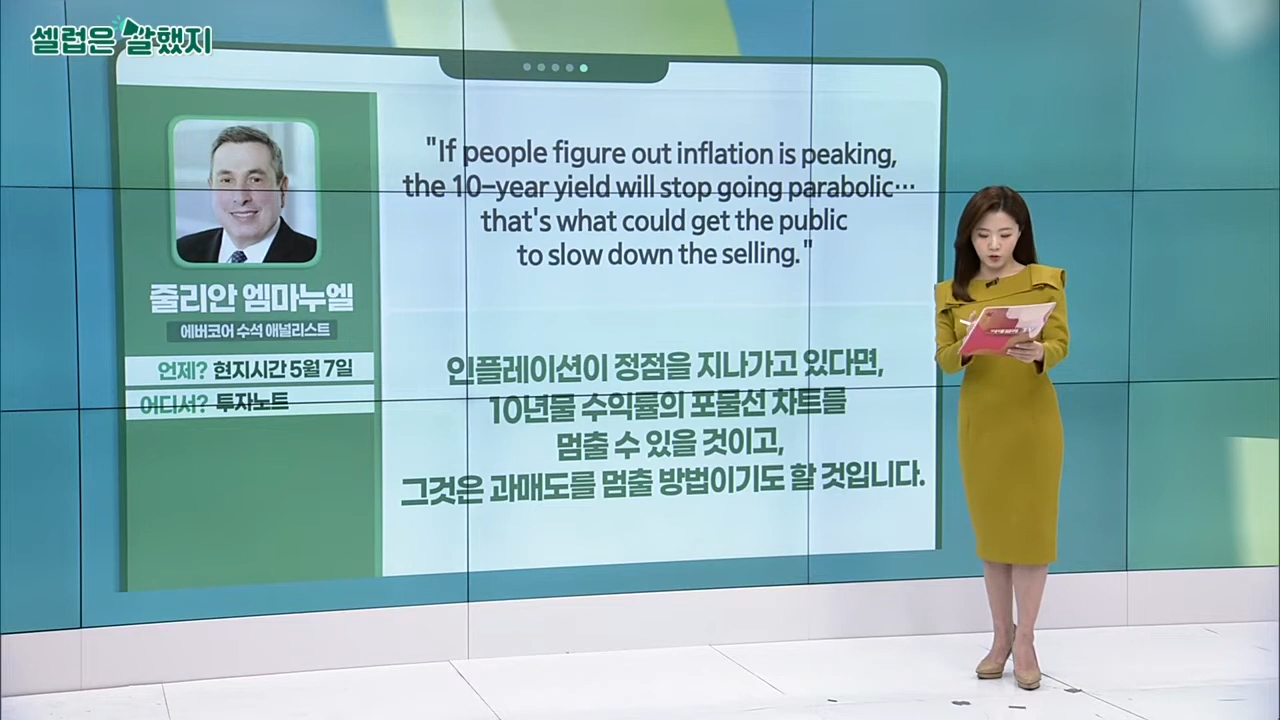 셀럽은 쌀했지
"If people figure out inflation is peaking,
the 10-year yield will stop going parabolic…
that's what could get the public
to slow down the selling."
줄리안 엠마누엘
에버코어 수석 애널리스트
언제? 현지시간 5월 7일
어디서? 투자노트
인플레이션이 정점을 지나가고 있다면,
10년물 수익률의 포물선 차트를
멈출 수 있을 것이고,
그것은 과매도를 멈출 방법이기도 할 것입니다.